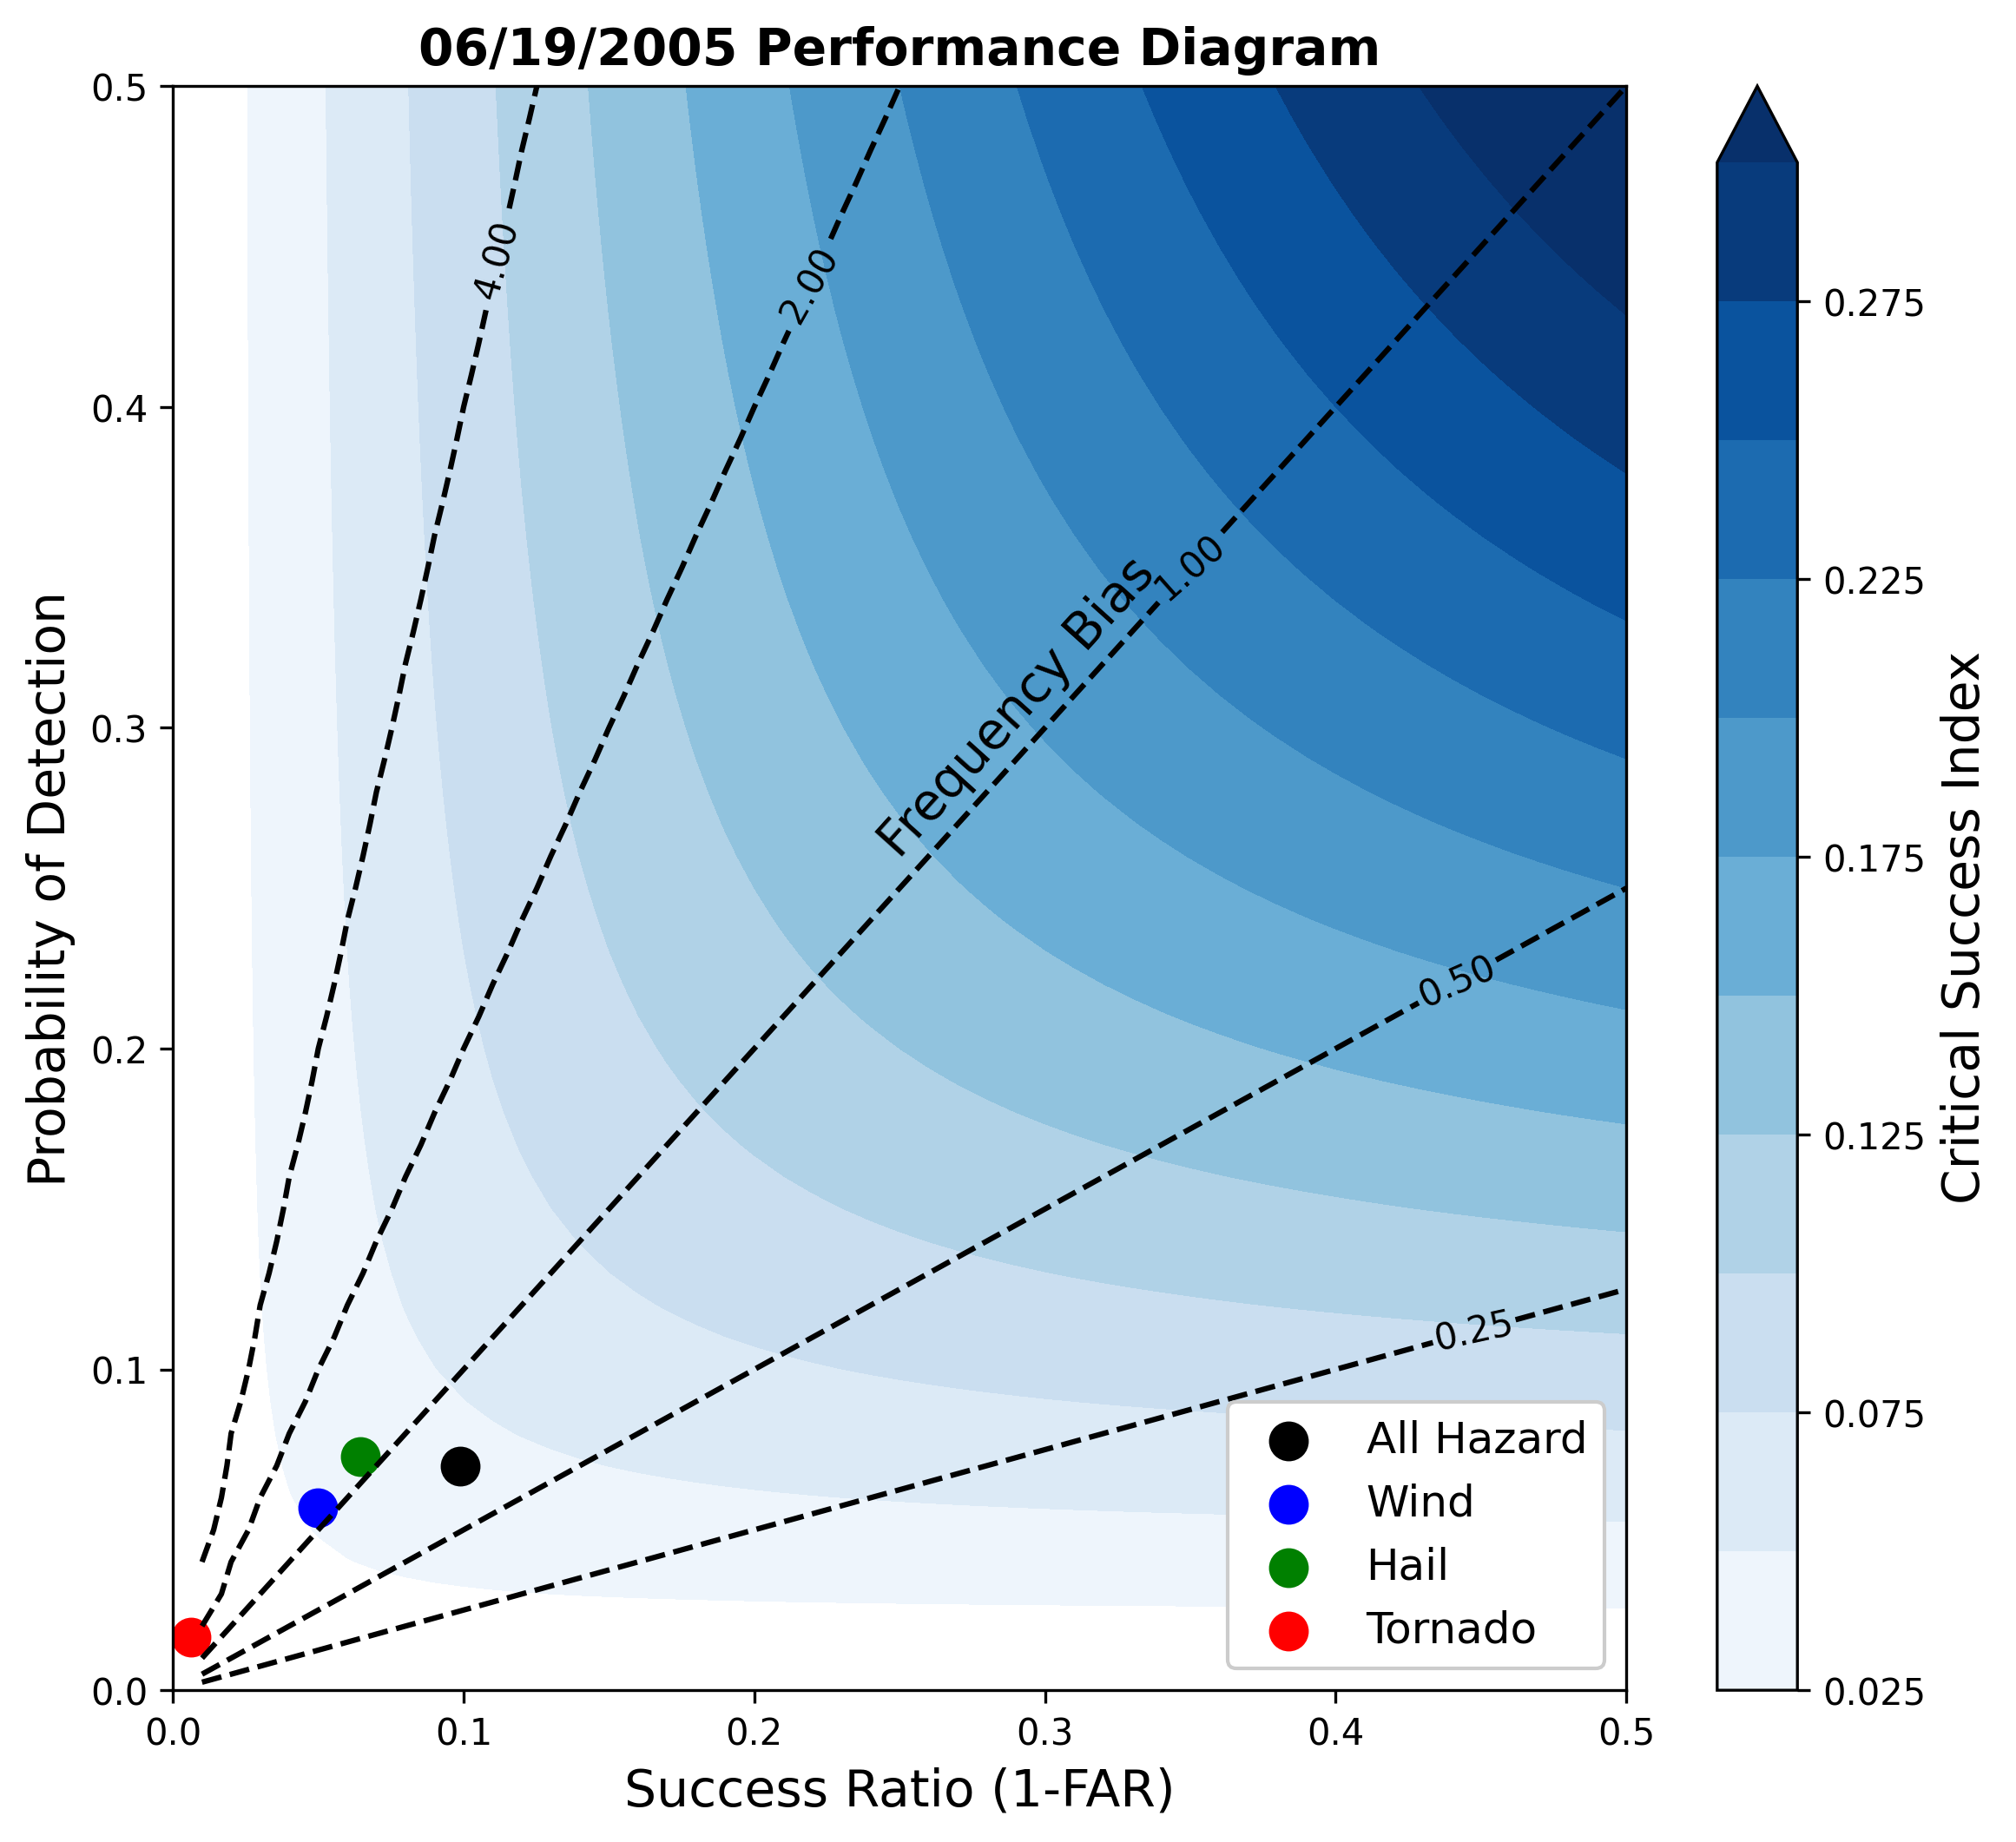 06/19/2005 Performance Diagram
0.5
0.4
0.3
0.2
0.1
0.0
Probability of Detection
0.0
0.1
0.2
0.3
0.4
0.5
Success Ratio (1-FAR)
4.00
2.00
Frequency Bias
1.00
0.50
0.25
All Hazard
Wind
Hail
Tornado
0.275
0.225
0.175
0.125
0.075
0.025
Critical Success Index